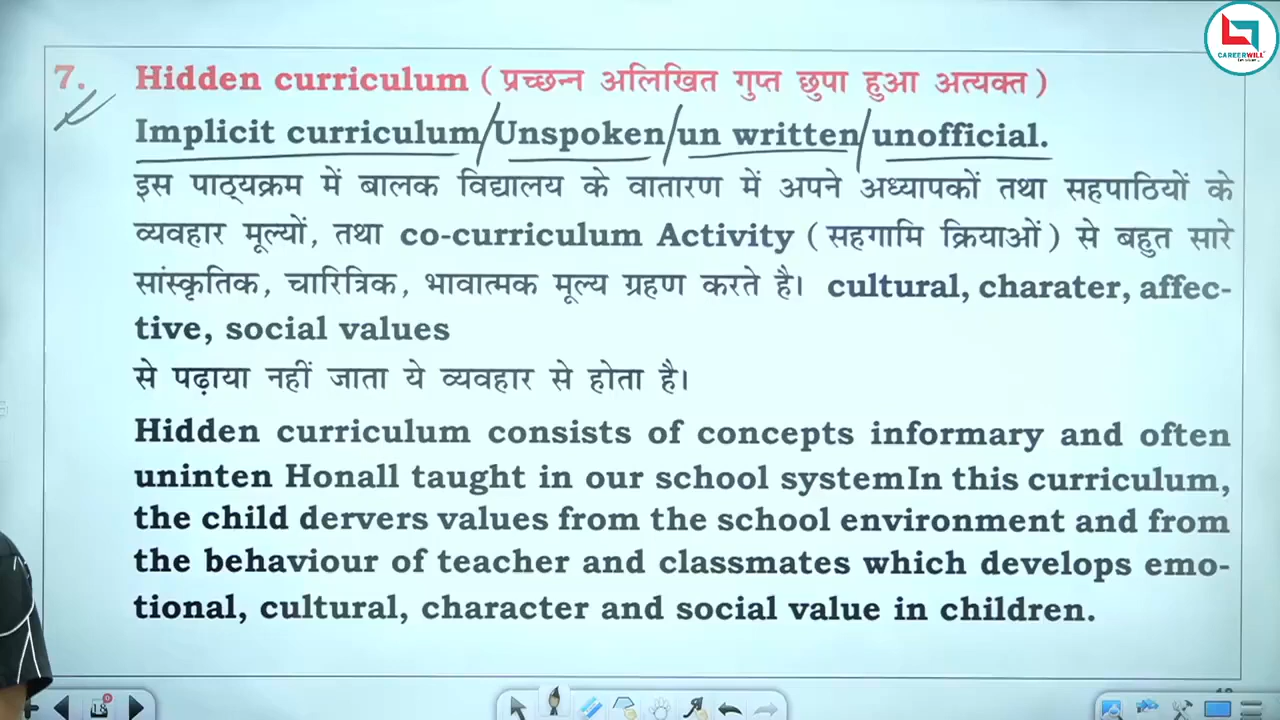 CAREERWILL
7. Hidden curriculum (प्रच्छन्न अलिखित गुप्त छुपा हुआ अत्यक्त)
Implicit curriculum/Unspoken/un written/unofficial.
इस पाठ्यक्रम में बालक विद्यालय के वातारण में अपने अध्यापकों तथा सहपाठियों के
व्यवहार मूल्यों, तथा co-curriculum Activity (सहगामि क्रियाओं) से बहुत सारे
सांस्कृतिक, चारित्रिक, भावात्मक मूल्य ग्रहण करते है। cultural, charater, affec-
tive, social values
से पढ़ाया नहीं जाता ये व्यवहार से होता है।
Hidden curriculum consists of concepts informary and often
uninten Honall taught in our school systemIn this curriculum,
the child dervers values from the school environment and from
the behaviour of teacher and classmates which develops emo-
tional, cultural, character and social value in children.
18